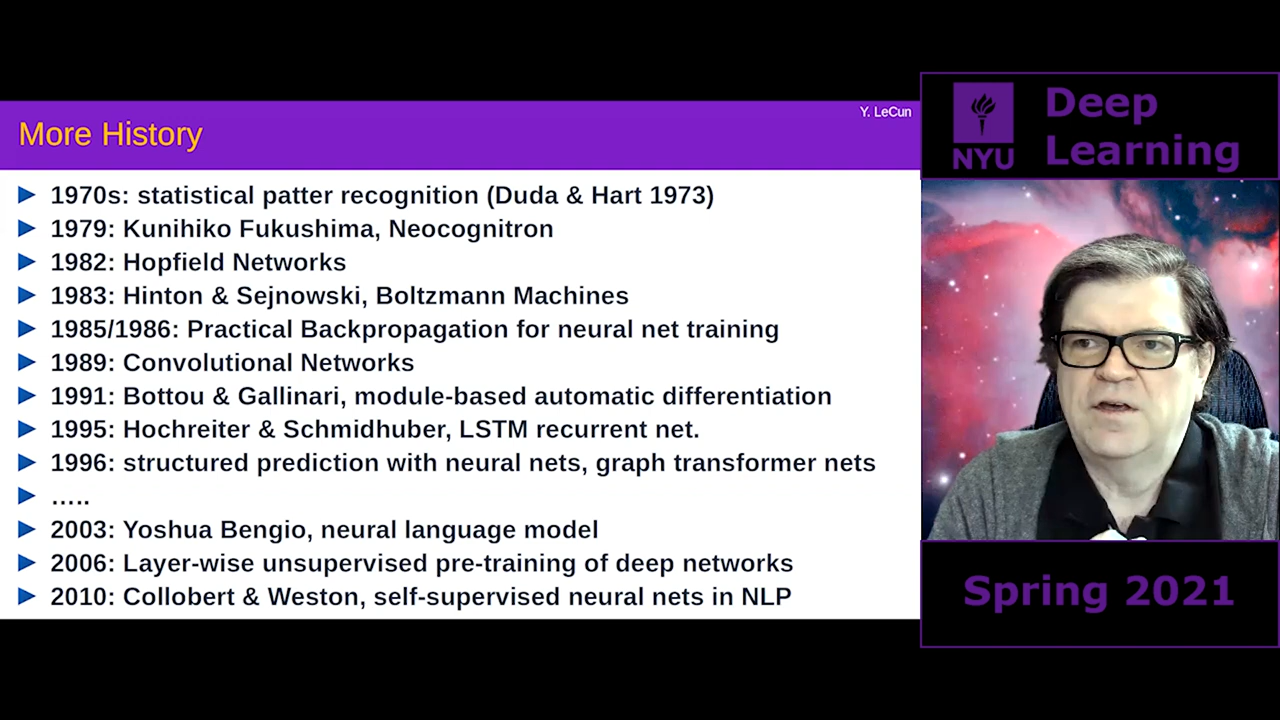 Y. LeCun
More History
1970s: statistical patter recognition (Duda & Hart 1973)
1979: Kunihiko Fukushima, Neocognitron
1982: Hopfield Networks
1983: Hinton & Sejnowski, Boltzmann Machines
1985/1986: Practical Backpropagation for neural net training
1989: Convolutional Networks
1991: Bottou & Gallinari, module-based automatic differentiation
1995: Hochreiter & Schmidhuber, LSTM recurrent net.
1996: structured prediction with neural nets, graph transformer nets
.....
2003: Yoshua Bengio, neural language model
2006: Layer-wise unsupervised pre-training of deep networks
2010: Collobert & Weston, self-supervised neural nets in NLP
NYU
Deep
Learning
Spring 2021